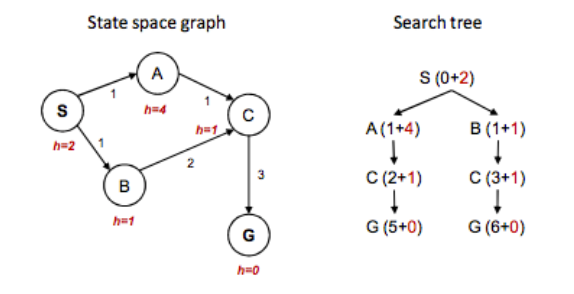 State space graph
Search tree
A
1
h=4
1
S
h=2
h=1
C
1
2
B
h=1
3
G
h=0
S (0+2)
A (1+4) B (1+1)
C (2+1) C (3+1)
G (5+0) G (6+0)